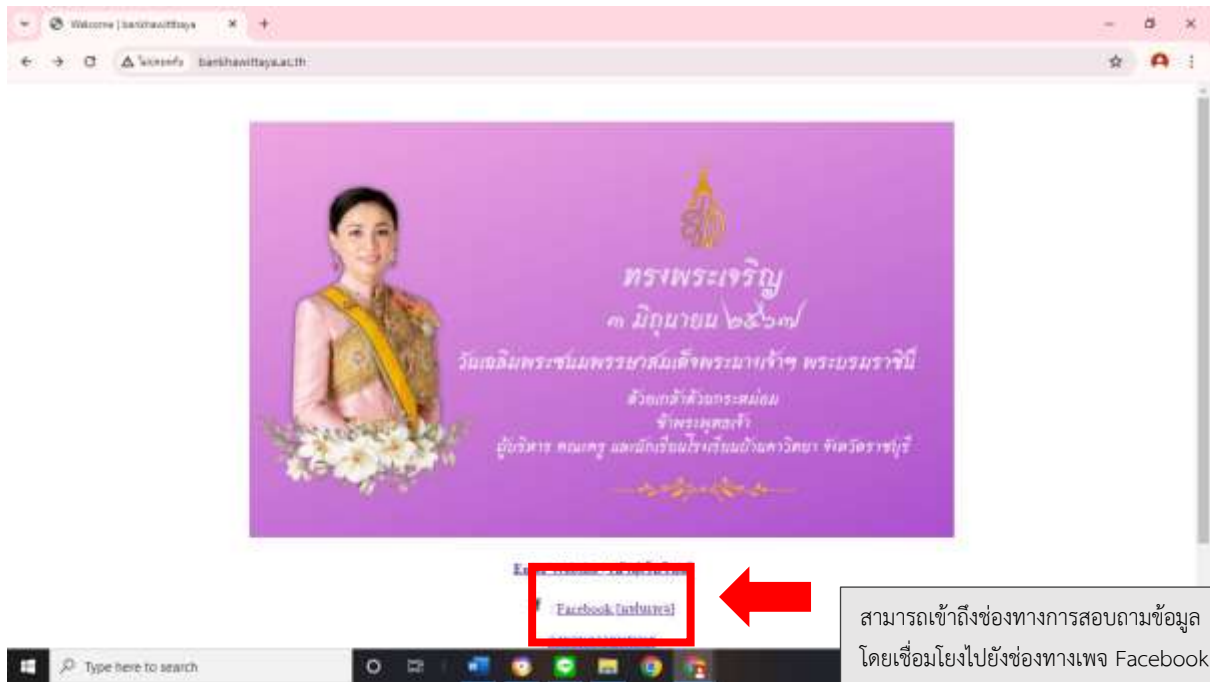 Welcome | bankhawittaya
bankhawittaya.ac.th
ทรงพระเจริญ
๓ มิถุนายน ๒๕๖๗
วันเฉลิมพระชนมพรรษาสมเด็จพระนางเจ้าฯ พระบรมราชินี
ด้วยเกล้าด้วยกระหม่อม
ข้าพระพุทธเจ้า
ผู้บริหาร คณะครู และนักเรียนโรงเรียนบ้านคาวิทยา จังหวัดราชบุรี
Facebook [แฟนเพจ]
สามารถเข้าถึงช่องทางการสอบถามข้อมูล
โดยเชื่อมโยงไปยังช่องทางเพจ Facebook
Type here to search